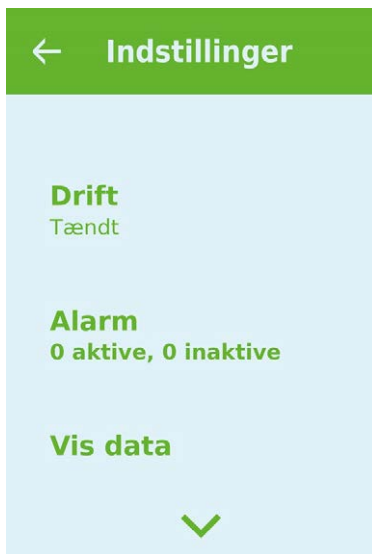 Indstillinger
Drift
Tændt
Alarm
0 aktive, 0 inaktive
Vis data